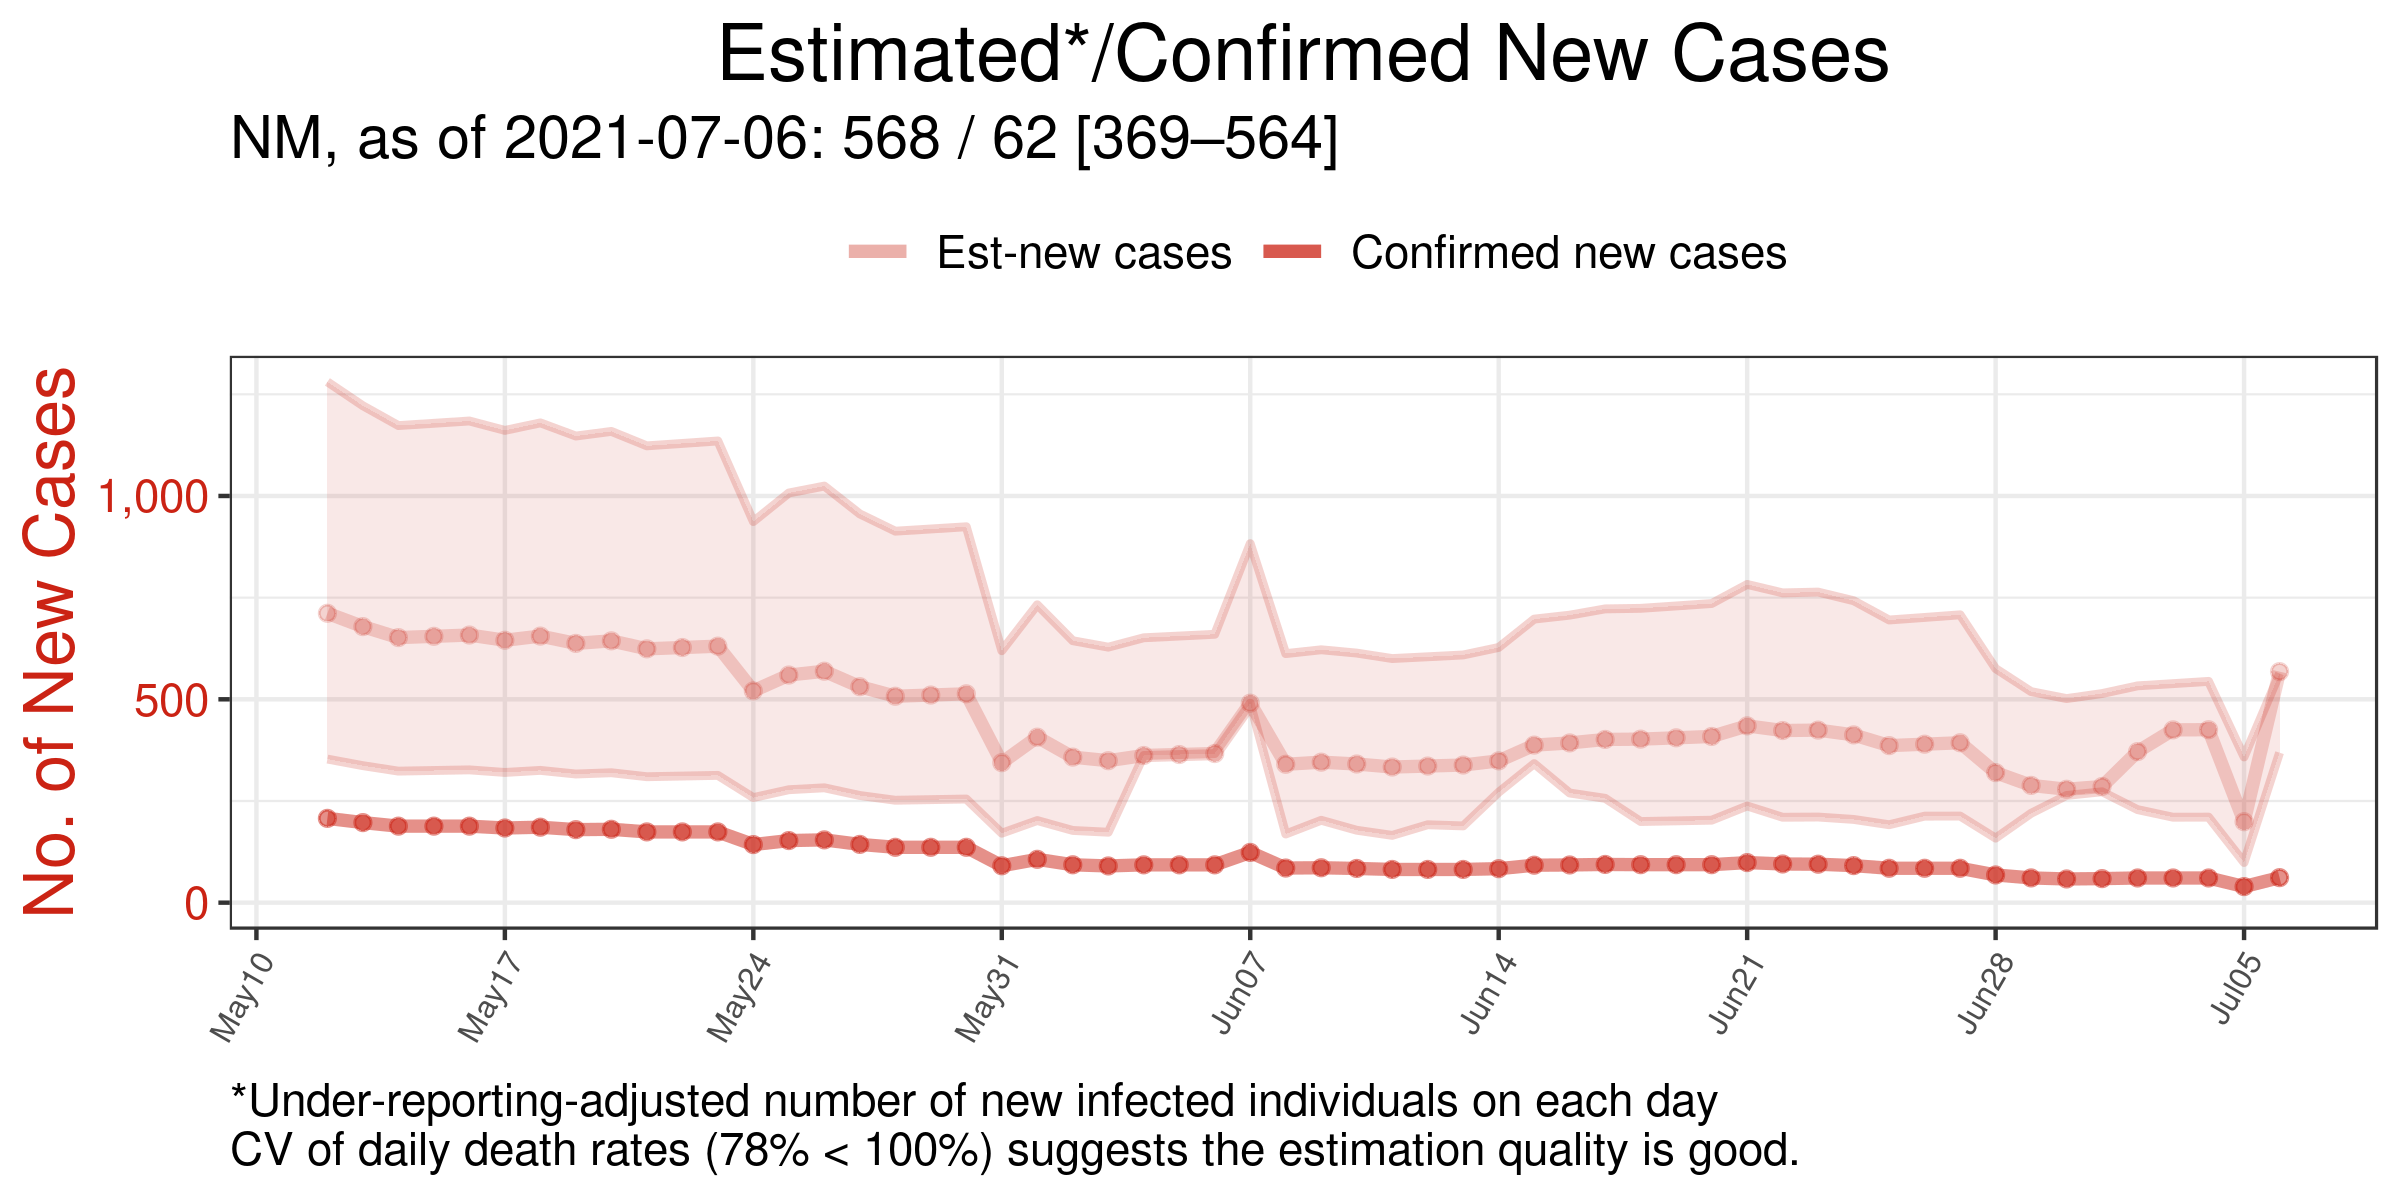 Estimated*/Confirmed New Cases
NM, as of 2021-07-06: 568 / 62 [369–564]
Est-new cases
Confirmed new cases
No. of New Cases
1,000
500
0
May10
May17
May24
May31
Jun07
Jun14
Jun21
Jun28
Jul05
*Under-reporting-adjusted number of new infected individuals on each day
CV of daily death rates (78% < 100%) suggests the estimation quality is good.